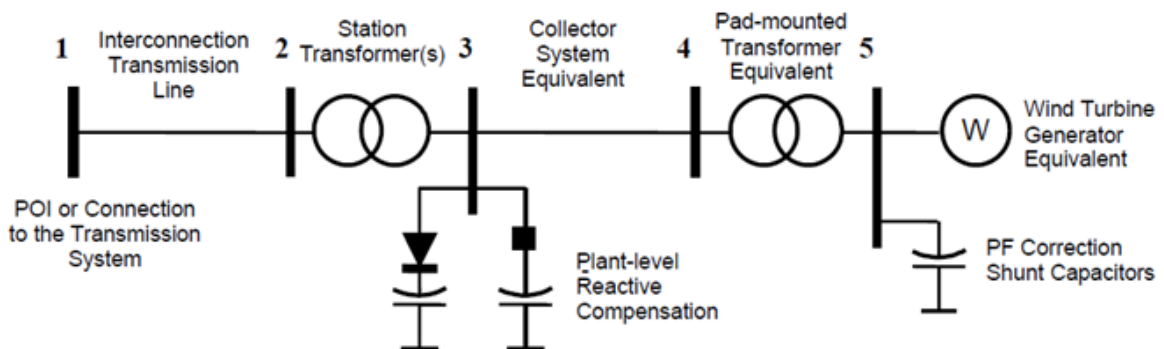 1
Interconnection
Transmission
Line
2
Station
Transformer(s)
3
Collector
System
Equivalent
4
Pad-mounted
Transformer
Equivalent
5
W
Wind Turbine
Generator
Equivalent
POI or Connection
to the Transmission
System
Plant-level
Reactive
Compensation
PF Correction
Shunt Capacitors